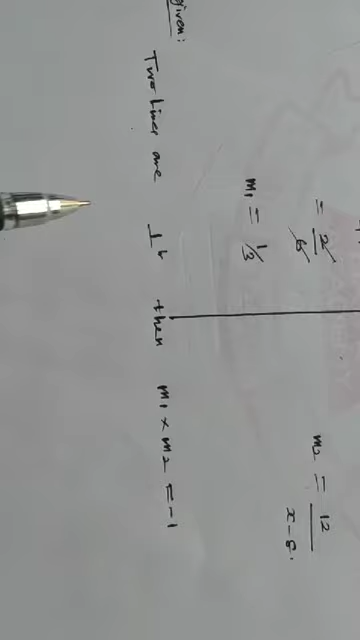 = 2/6
m₂ = 12/x-8.
m₁ = 1/3
given:
Two lines are ⊥r then m₁ × m₂ = -1